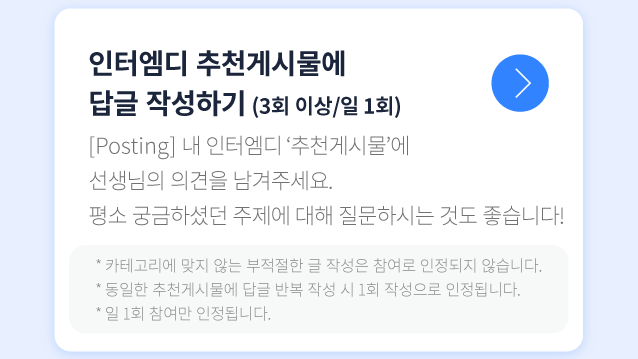 인터엠디 추천게시물에
답글 작성하기 (3회 이상/일 1회)
[Posting] 내 인터엠디 ‘추천게시물’에
선생님의 의견을 남겨주세요.
평소 궁금하셨던 주제에 대해 질문하시는 것도 좋습니다!
* 카테고리에 맞지 않는 부적절한 글 작성은 참여로 인정되지 않습니다.
* 동일한 추천게시물에 답글 반복 작성 시 1회 작성으로 인정됩니다.
* 일 1회 참여만 인정됩니다.